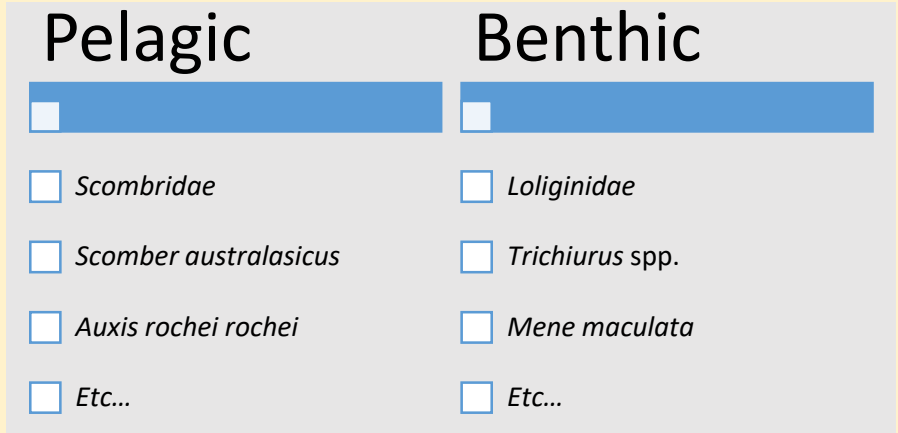 Pelagic
Scombridae
Scomber australasicus
Auxis rochei rochei
Etc...
Benthic
Loliginidae
Trichiurus spp.
Mene maculata
Etc...